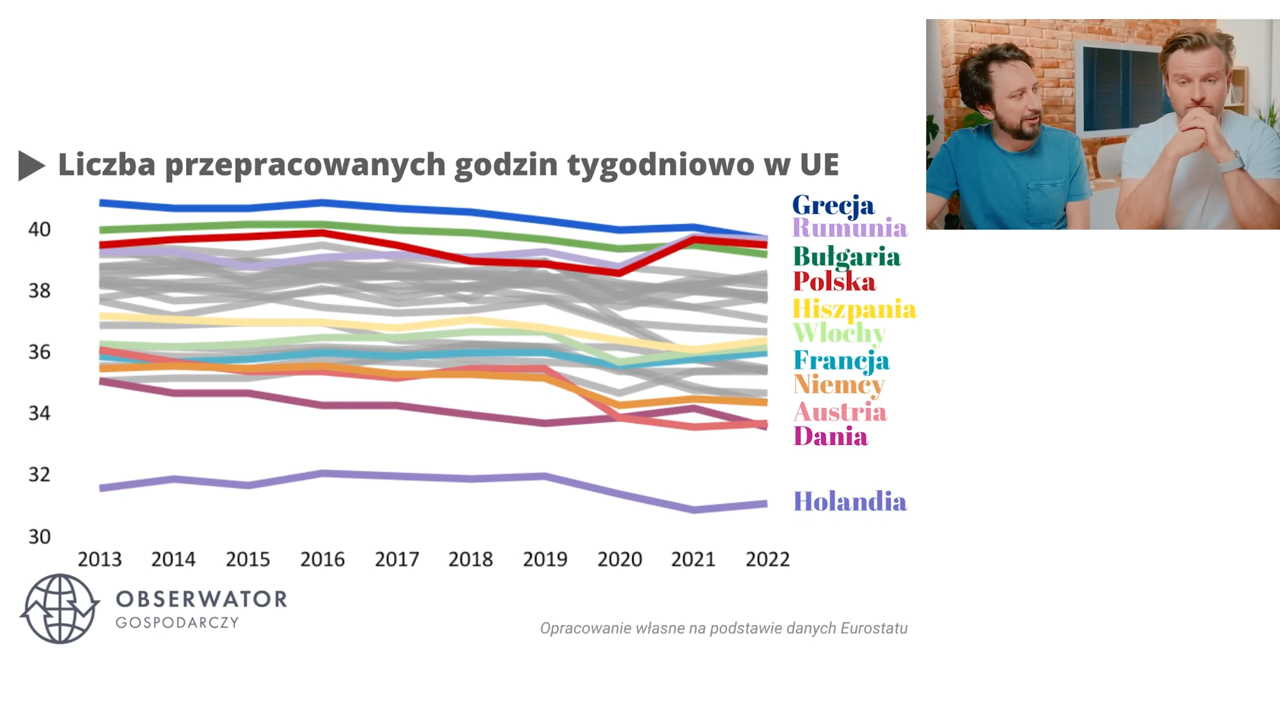 Liczba przepracowanych godzin tygodniowo w UE
40
38
36
34
32
30
2013 2014 2015 2016 2017 2018 2019 2020 2021 2022
Grecja
Rumunia
Bułgaria
Polska
Hiszpania
Włochy
Francja
Niemcy
Austria
Dania
Holandia
OBSERWATOR
GOSPODARCZY
Opracowanie własne na podstawie danych Eurostatu